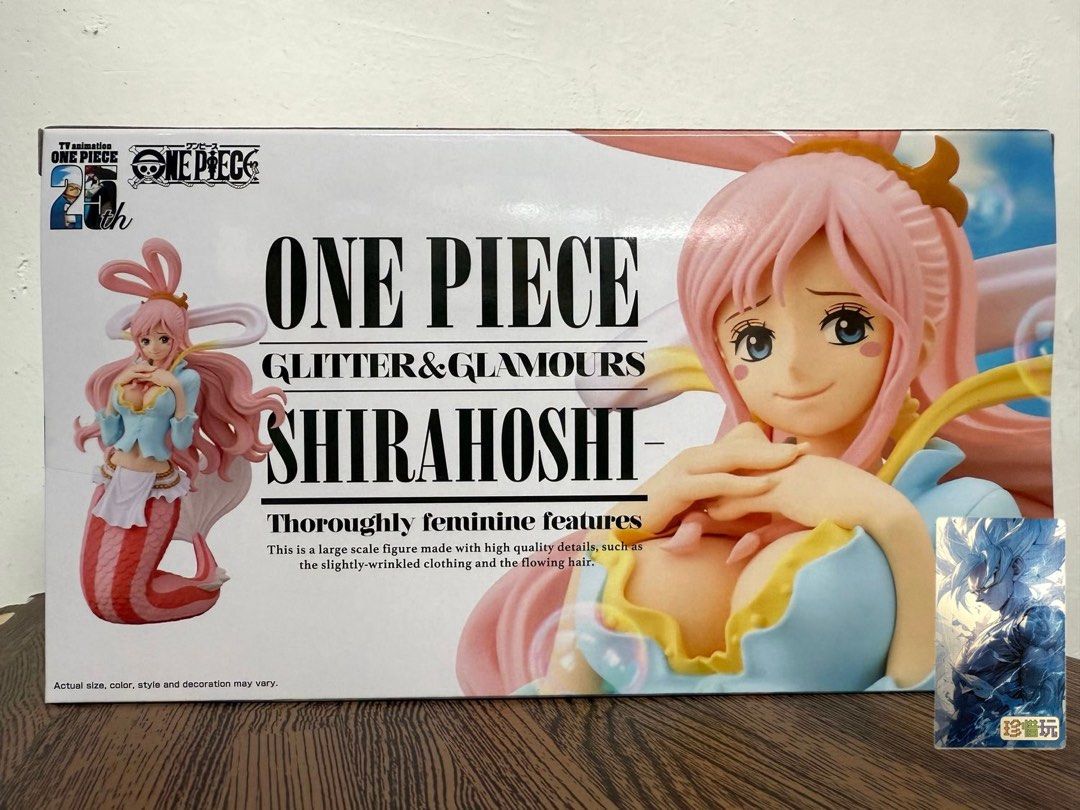 TV animation
ONE PIECE
25th
ワンピース
ONE PIECE
ONE PIECE
GLITTER&GLAMOURS
SHIRAHOSHI-
Thoroughly feminine features
This is a large scale figure made with high quality details, such as
the slightly-wrinkled clothing and the flowing hair.
Actual size, color, style and decoration may vary.
珍惜玩